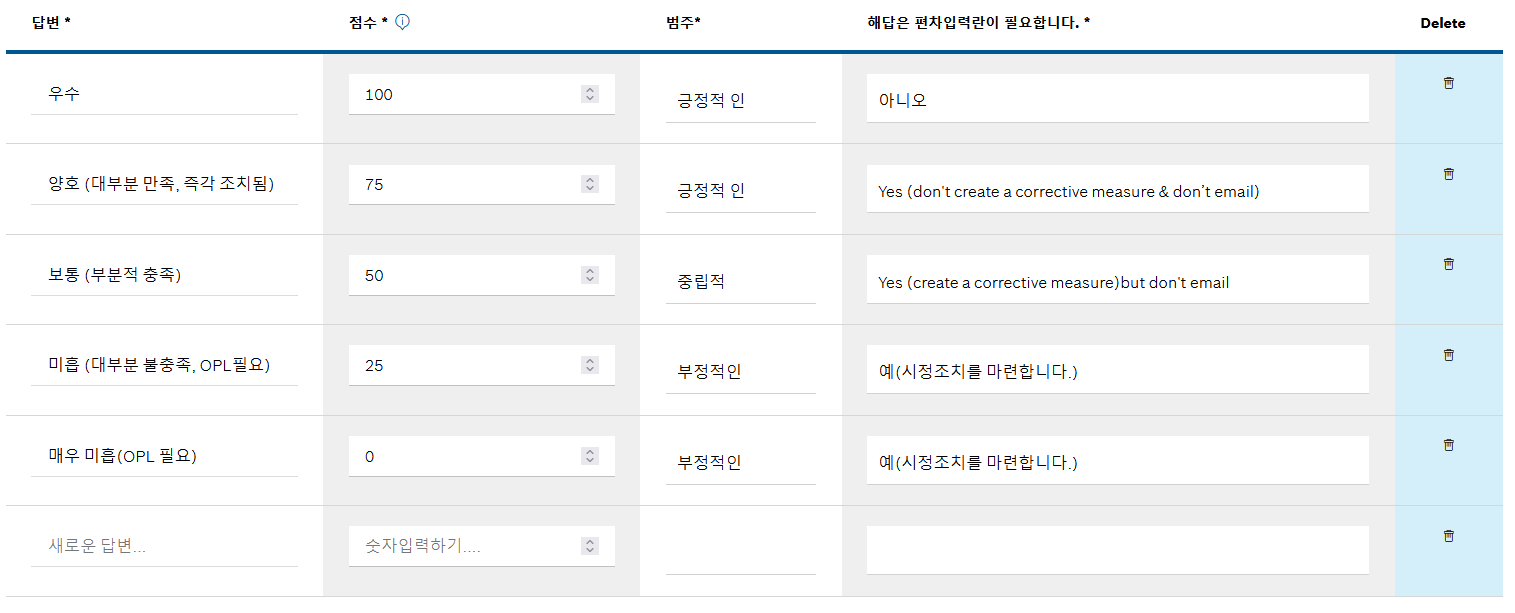 답변 * 점수 * ⓘ 범주* 해답은 편차입력란이 필요합니다. * Delete
우수 100 긍정적 인 아니오
양호 (대부분 만족, 즉각 조치됨) 75 긍정적 인 Yes (don't create a corrective measure & don't email)
보통 (부분적 충족) 50 중립적 Yes (create a corrective measure)but don't email
미흡 (대부분 불충족, OPL필요) 25 부정적인 예(시정조치를 마련합니다.)
매우 미흡(OPL 필요) 0 부정적인 예(시정조치를 마련합니다.)
새로운 답변... 숫자입력하기....